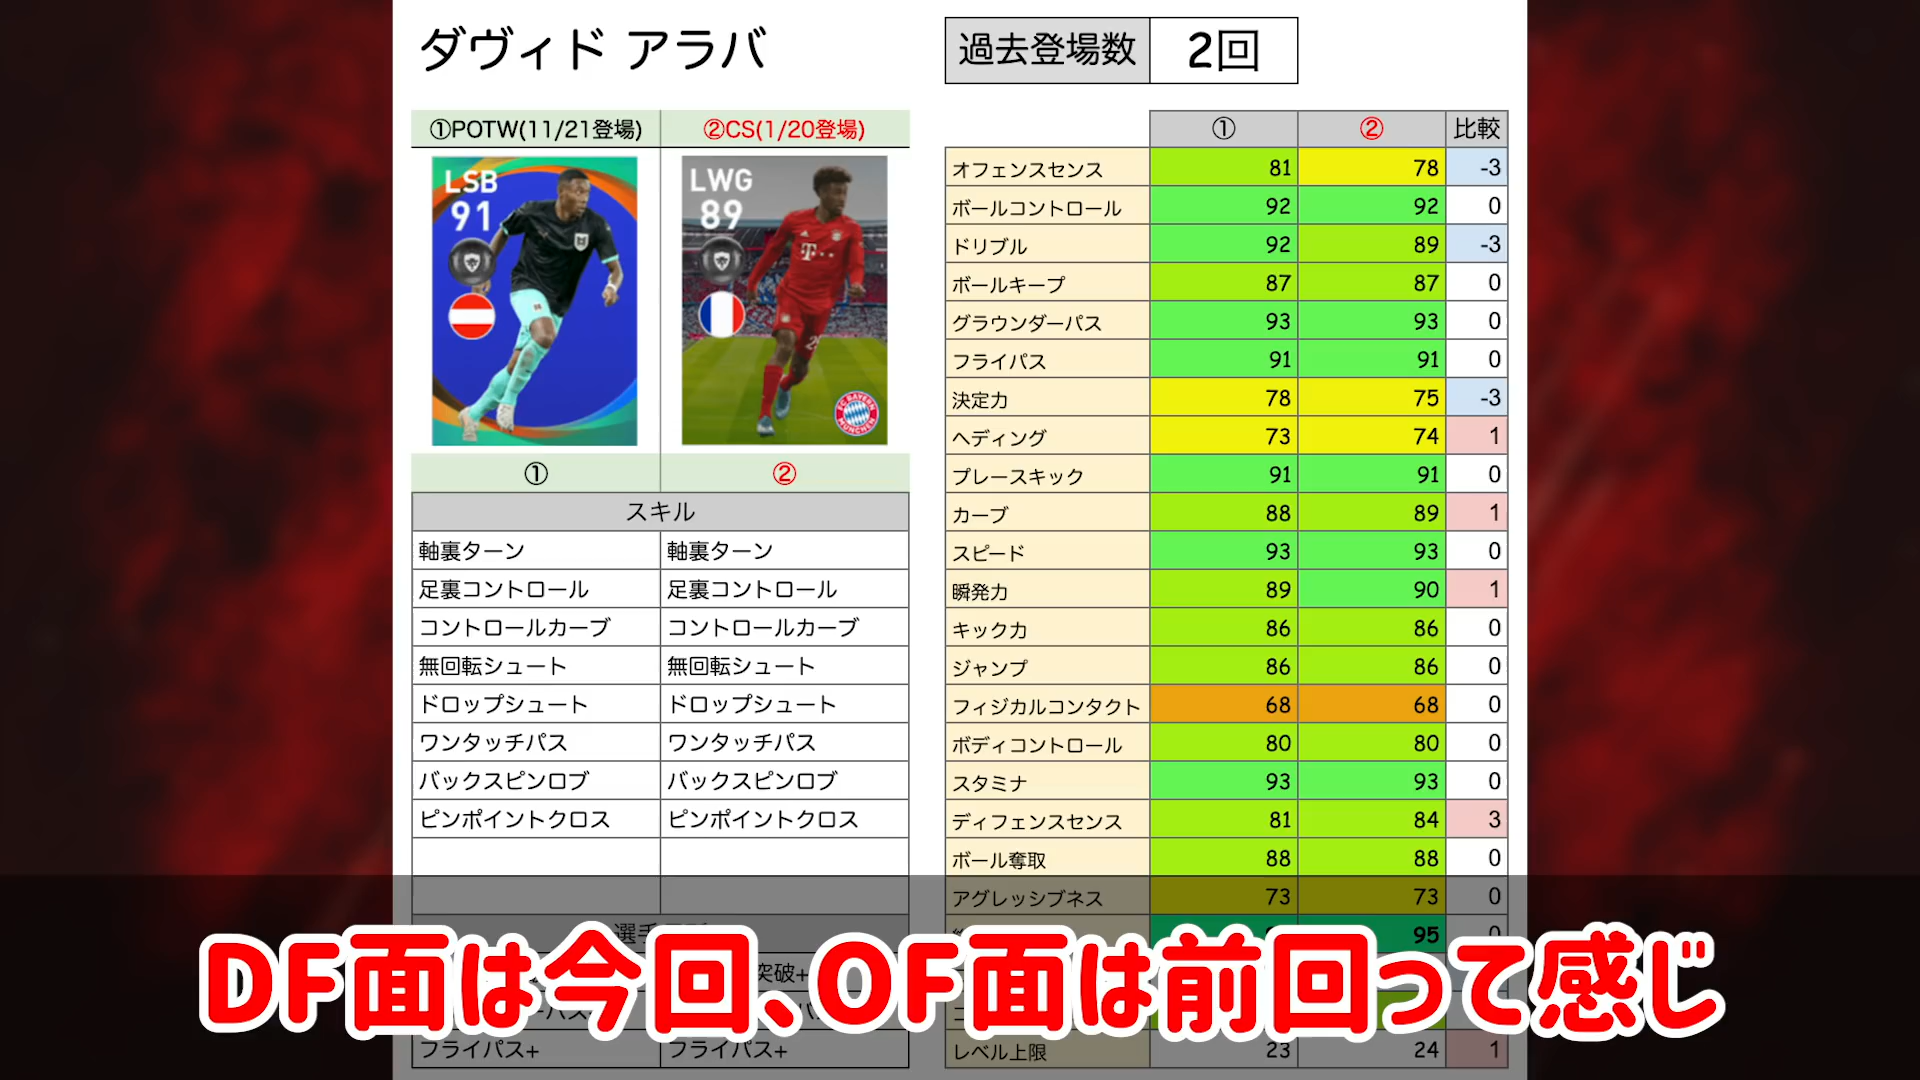 ダヴィド アラバ
過去登場数 2回
①POTW(11/21登場) ②CS(1/20登場)
LSB
91
LWG
89
FC BAYERN
MÜNCHEN
T
① ②
スキル
軸裏ターン 軸裏ターン
足裏コントロール 足裏コントロール
コントロールカーブ コントロールカーブ
無回転シュート 無回転シュート
ドロップシュート ドロップシュート
ワンタッチパス ワンタッチパス
バックスピンロブ バックスピンロブ
ピンポイントクロス ピンポイントクロス
選手
突破+
フライパス+ フライパス+
① ② 比較
オフェンスセンス 81 78 -3
ボールコントロール 92 92 0
ドリブル 92 89 -3
ボールキープ 87 87 0
グラウンダーパス 93 93 0
フライパス 91 91 0
決定力 78 75 -3
ヘディング 73 74 1
プレースキック 91 91 0
カーブ 88 89 1
スピード 93 93 0
瞬発力 89 90 1
キック力 86 86 0
ジャンプ 86 86 0
フィジカルコンタクト 68 68 0
ボディコントロール 80 80 0
スタミナ 93 93 0
ディフェンスセンス 81 84 3
ボール奪取 88 88 0
アグレッシブネス 73 73 0
95 0
レベル上限 23 24 1
DF面は今回、OF面は前回って感じ